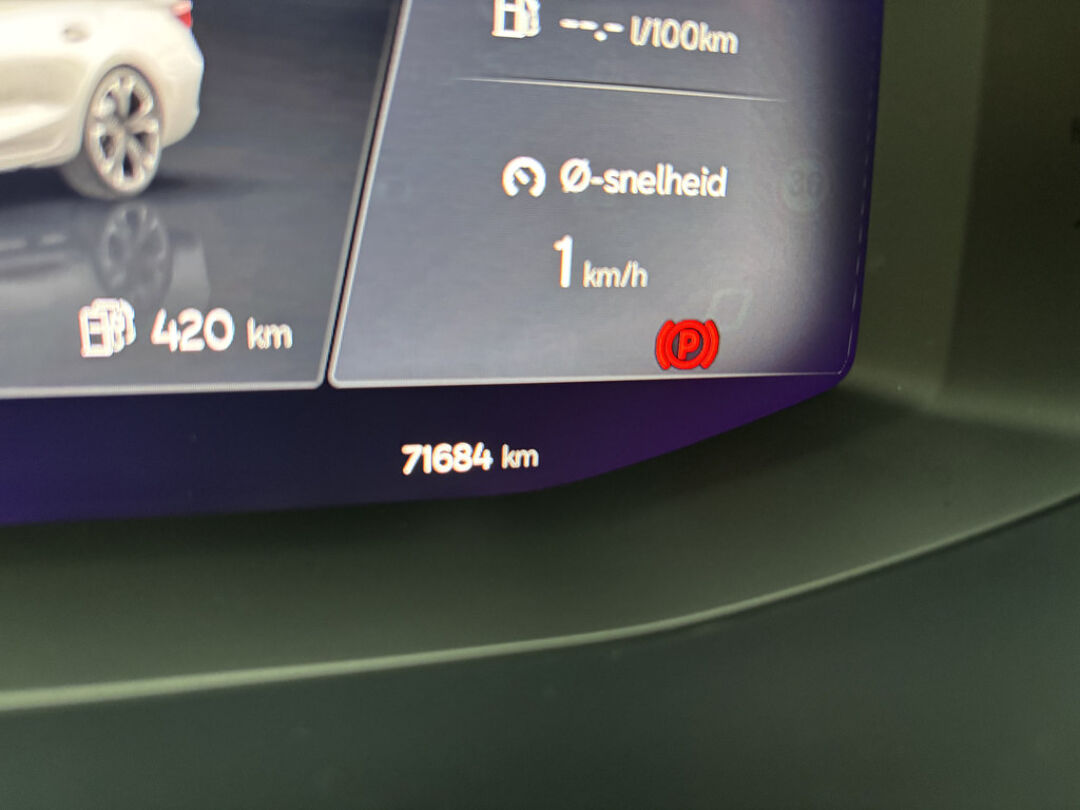 --.- l/100km
Ø-snelheid
1 km/h
420 km
P
71684 km